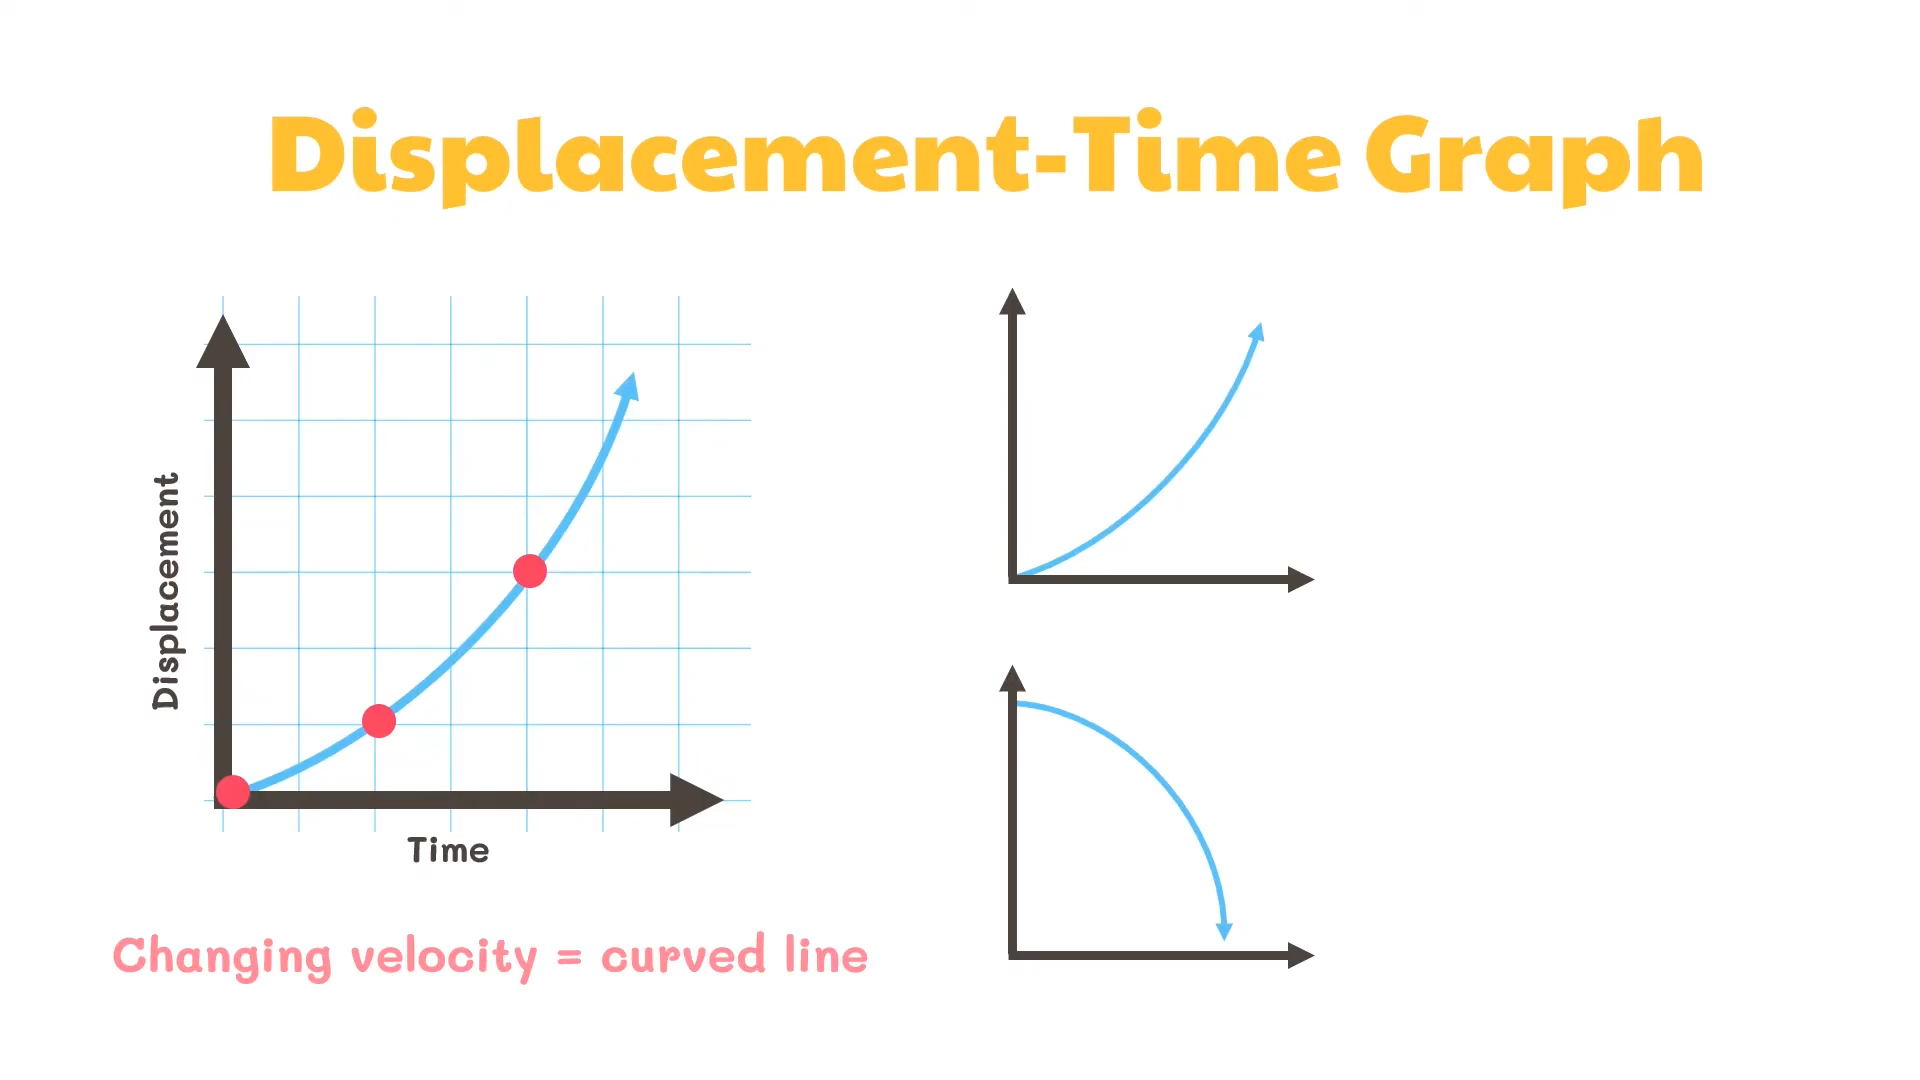 Displacement-Time Graph
Displacement
Time
Changing velocity = curved line